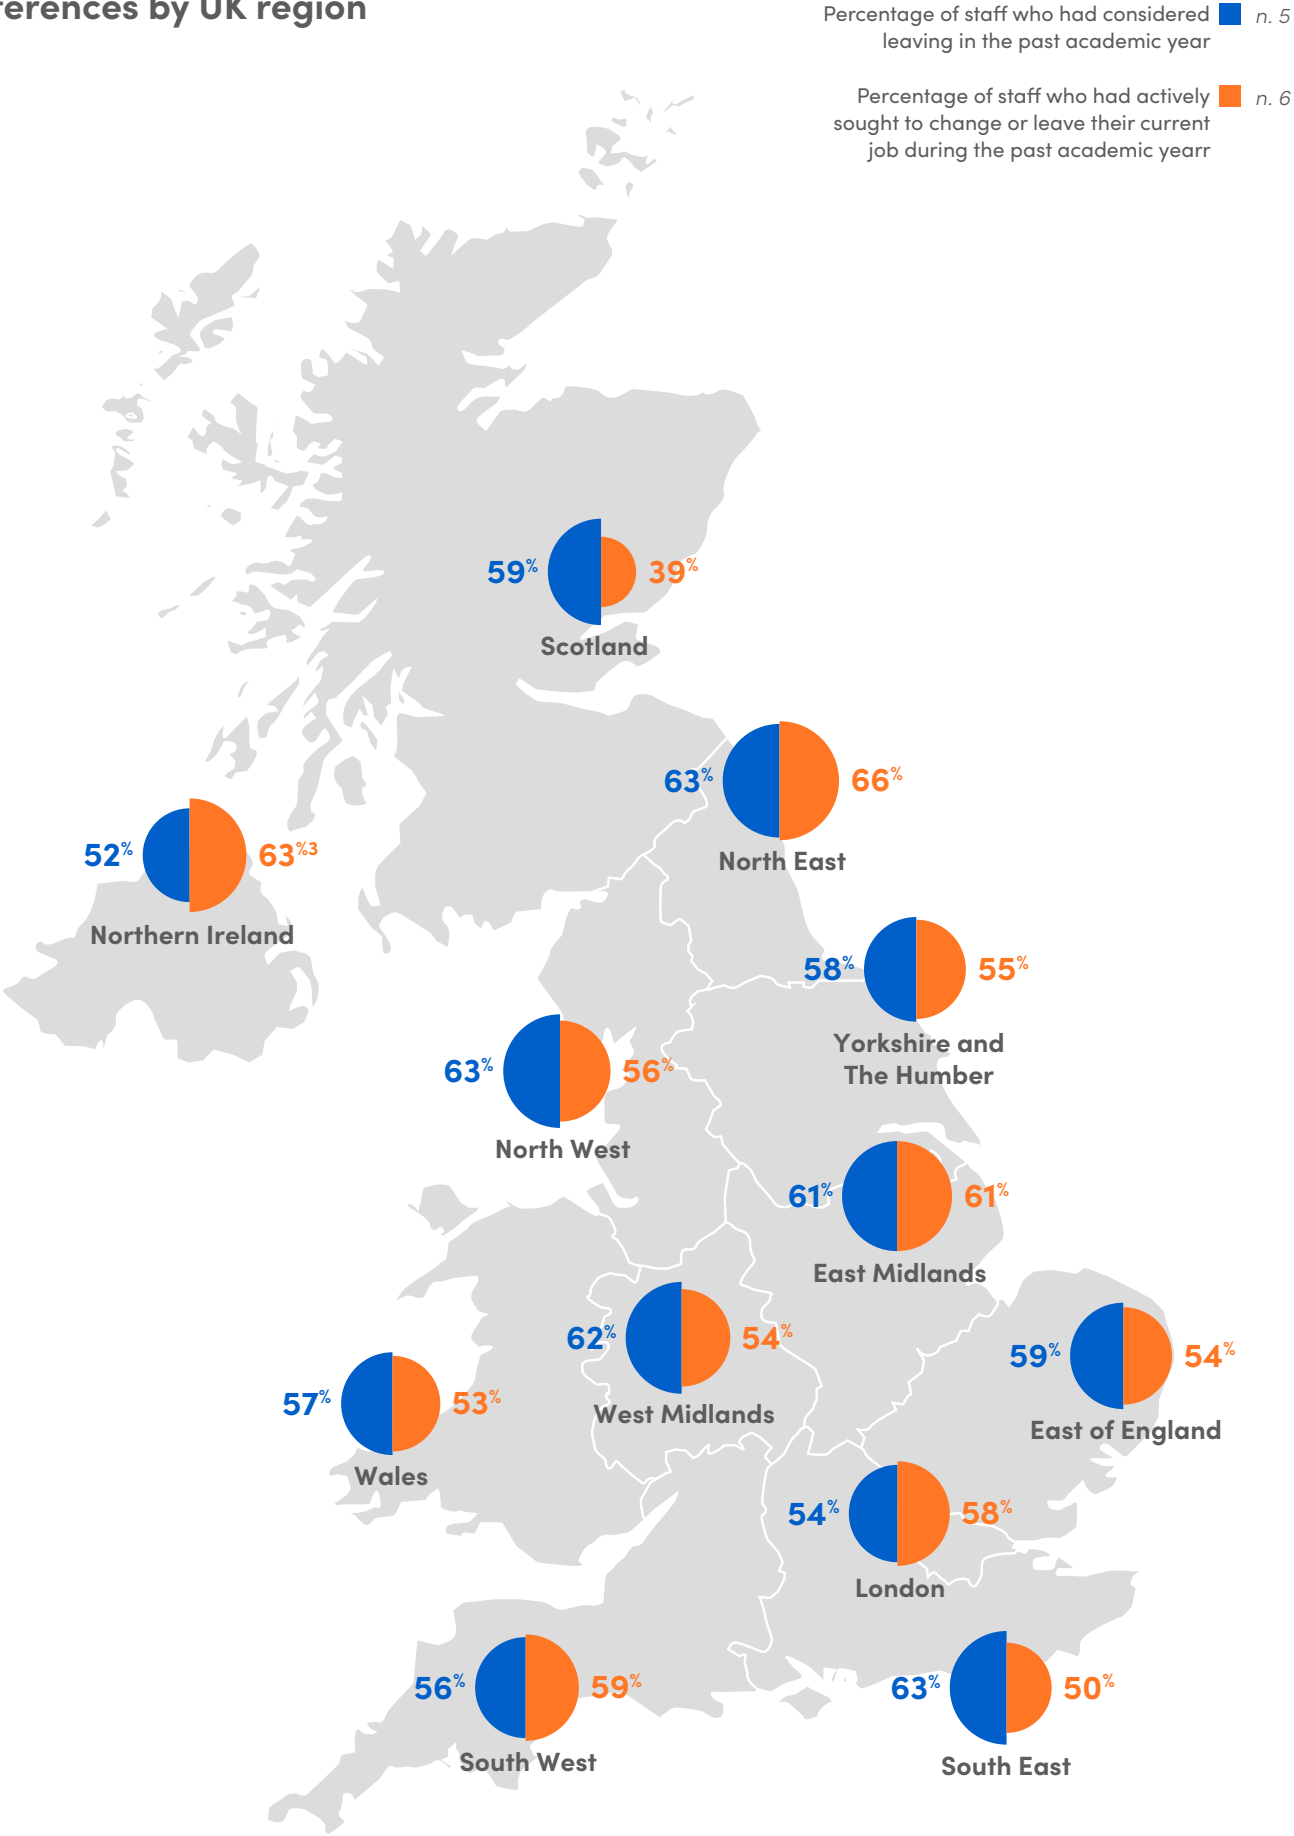 ferences by UK region
Percentage of staff who had considered n. 5
leaving in the past academic year
Percentage of staff who had actively n. 6
sought to change or leave their current
job during the past academic yearr
59% 39%
Scotland
63% 66%
North East
52% 63%3
Northern Ireland
58% 55%
Yorkshire and
The Humber
63% 56%
North West
61% 61%
East Midlands
62% 54%
West Midlands
59% 54%
East of England
57% 53%
Wales
54% 58%
London
56% 59%
South West
63% 50%
South East